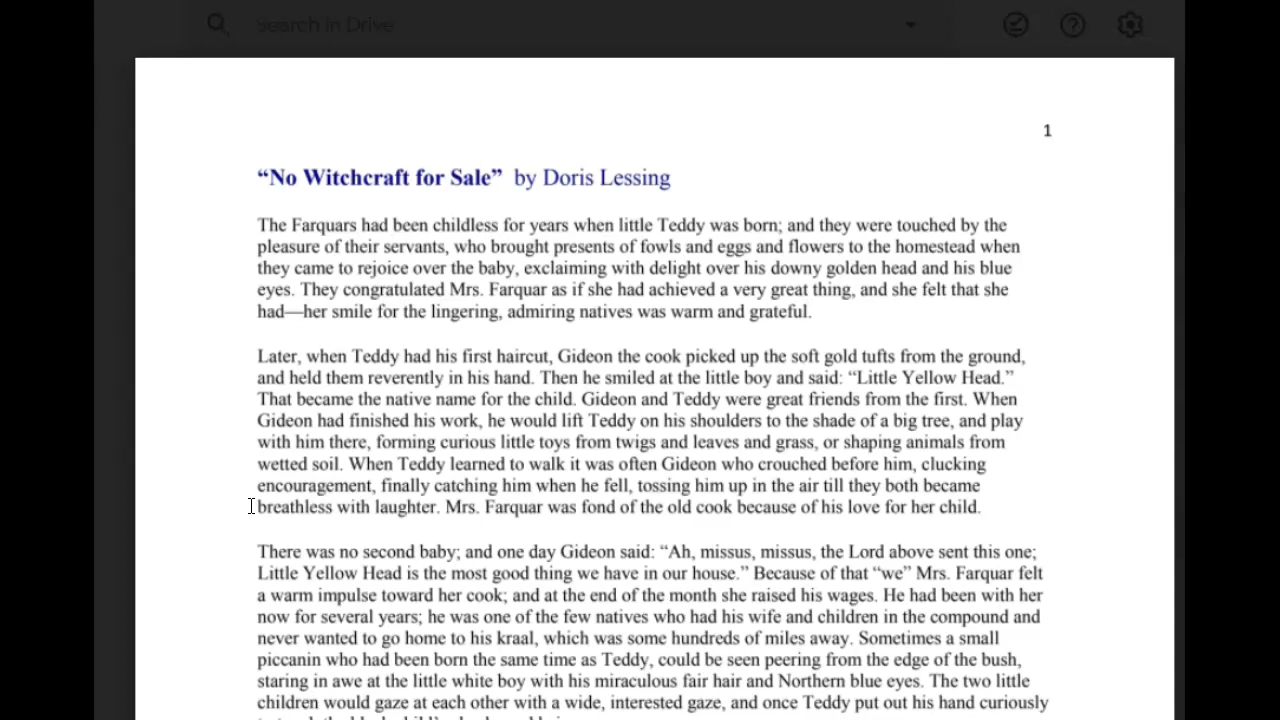 Search in Drive
1
“No Witchcraft for Sale” by Doris Lessing
The Farquars had been childless for years when little Teddy was born; and they were touched by the
pleasure of their servants, who brought presents of fowls and eggs and flowers to the homestead when
they came to rejoice over the baby, exclaiming with delight over his downy golden head and his blue
eyes. They congratulated Mrs. Farquar as if she had achieved a very great thing, and she felt that she
had—her smile for the lingering, admiring natives was warm and grateful.
Later, when Teddy had his first haircut, Gideon the cook picked up the soft gold tufts from the ground,
and held them reverently in his hand. Then he smiled at the little boy and said: “Little Yellow Head.”
That became the native name for the child. Gideon and Teddy were great friends from the first. When
Gideon had finished his work, he would lift Teddy on his shoulders to the shade of a big tree, and play
with him there, forming curious little toys from twigs and leaves and grass, or shaping animals from
wetted soil. When Teddy learned to walk it was often Gideon who crouched before him, clucking
encouragement, finally catching him when he fell, tossing him up in the air till they both became
breathless with laughter. Mrs. Farquar was fond of the old cook because of his love for her child.
There was no second baby; and one day Gideon said: “Ah, missus, missus, the Lord above sent this one;
Little Yellow Head is the most good thing we have in our house.” Because of that “we” Mrs. Farquar felt
a warm impulse toward her cook; and at the end of the month she raised his wages. He had been with her
now for several years; he was one of the few natives who had his wife and children in the compound and
never wanted to go home to his kraal, which was some hundreds of miles away. Sometimes a small
piccanin who had been born the same time as Teddy, could be seen peering from the edge of the bush,
staring in awe at the little white boy with his miraculous fair hair and Northern blue eyes. The two little
children would gaze at each other with a wide, interested gaze, and once Teddy put out his hand curiously